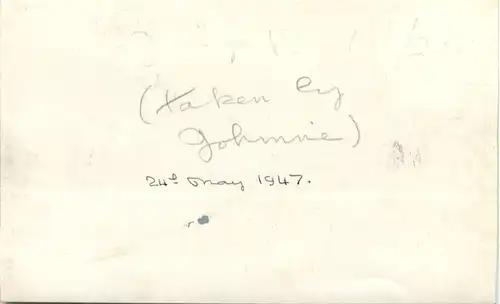 (taken by
Johnnie)
24th May 1947.